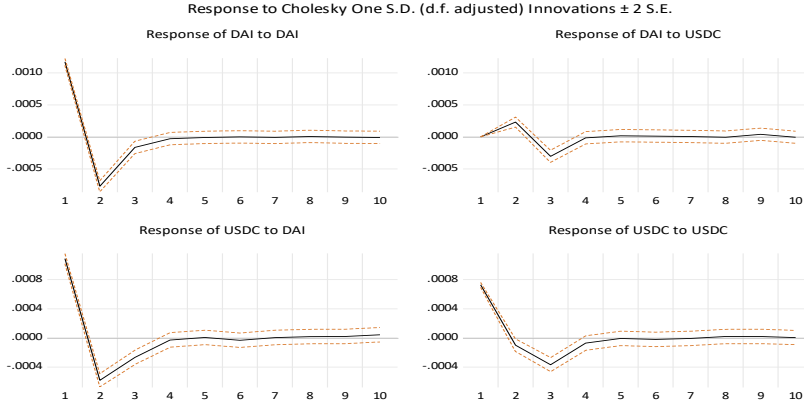 Response to Cholesky One S.D. (d.f. adjusted) Innovations ± 2 S.E.
Response of DAI to DAI
.0010
.0005
.0000
-.0005
1 2 3 4 5 6 7 8 9 10
Response of DAI to USDC
.0010
.0005
.0000
-.0005
1 2 3 4 5 6 7 8 9 10
Response of USDC to DAI
.0008
.0004
.0000
-.0004
1 2 3 4 5 6 7 8 9 10
Response of USDC to USDC
.0008
.0004
.0000
-.0004
1 2 3 4 5 6 7 8 9 10